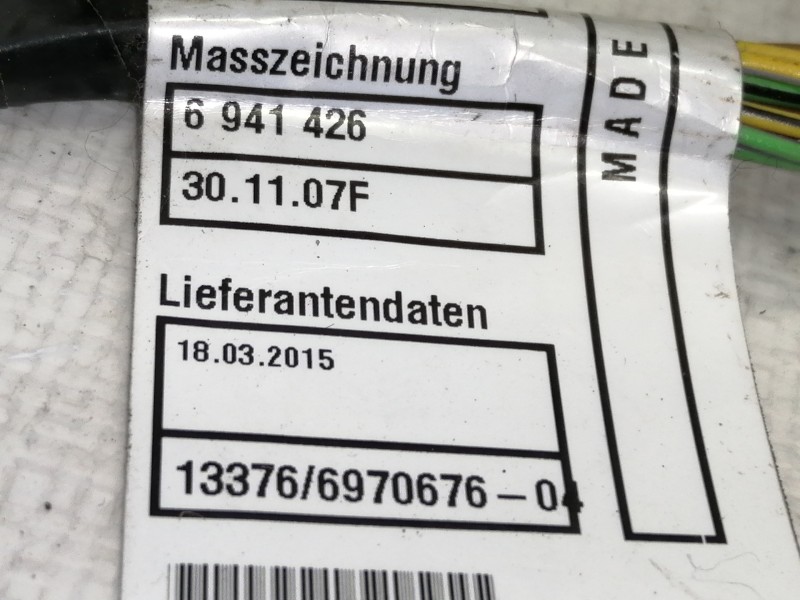 Masszeichnung
6 941 426
30.11.07F
Lieferantendaten
18.03.2015
13376/6970676 – 04
MADE